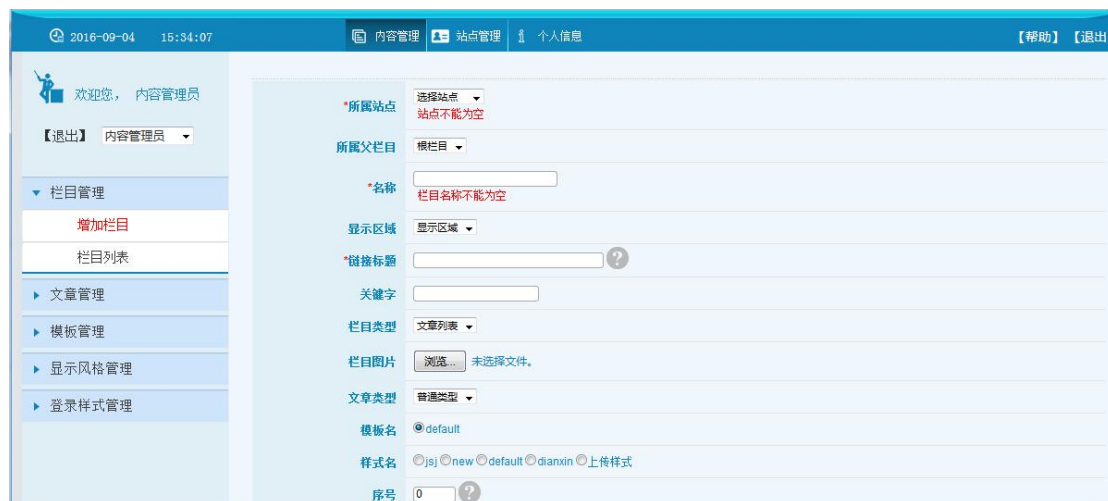 2016-09-04 15:34:07 内容管理 站点管理 个人信息 【帮助】 【退出
欢迎您， 内容管理员
【退出】 内容管理员
栏目管理
增加栏目
栏目列表
文章管理
模板管理
显示风格管理
登录样式管理
*所属站点 选择站点
站点不能为空
所属父栏目 根栏目
*名称
栏目名称不能为空
显示区域 显示区域
*链接标题 ?
关键字
栏目类型 文章列表
栏目图片 浏览... 未选择文件。
文章类型 普通类型
模板名 default
样式名 jsj new default dianxin 上传样式
序号 0 ?